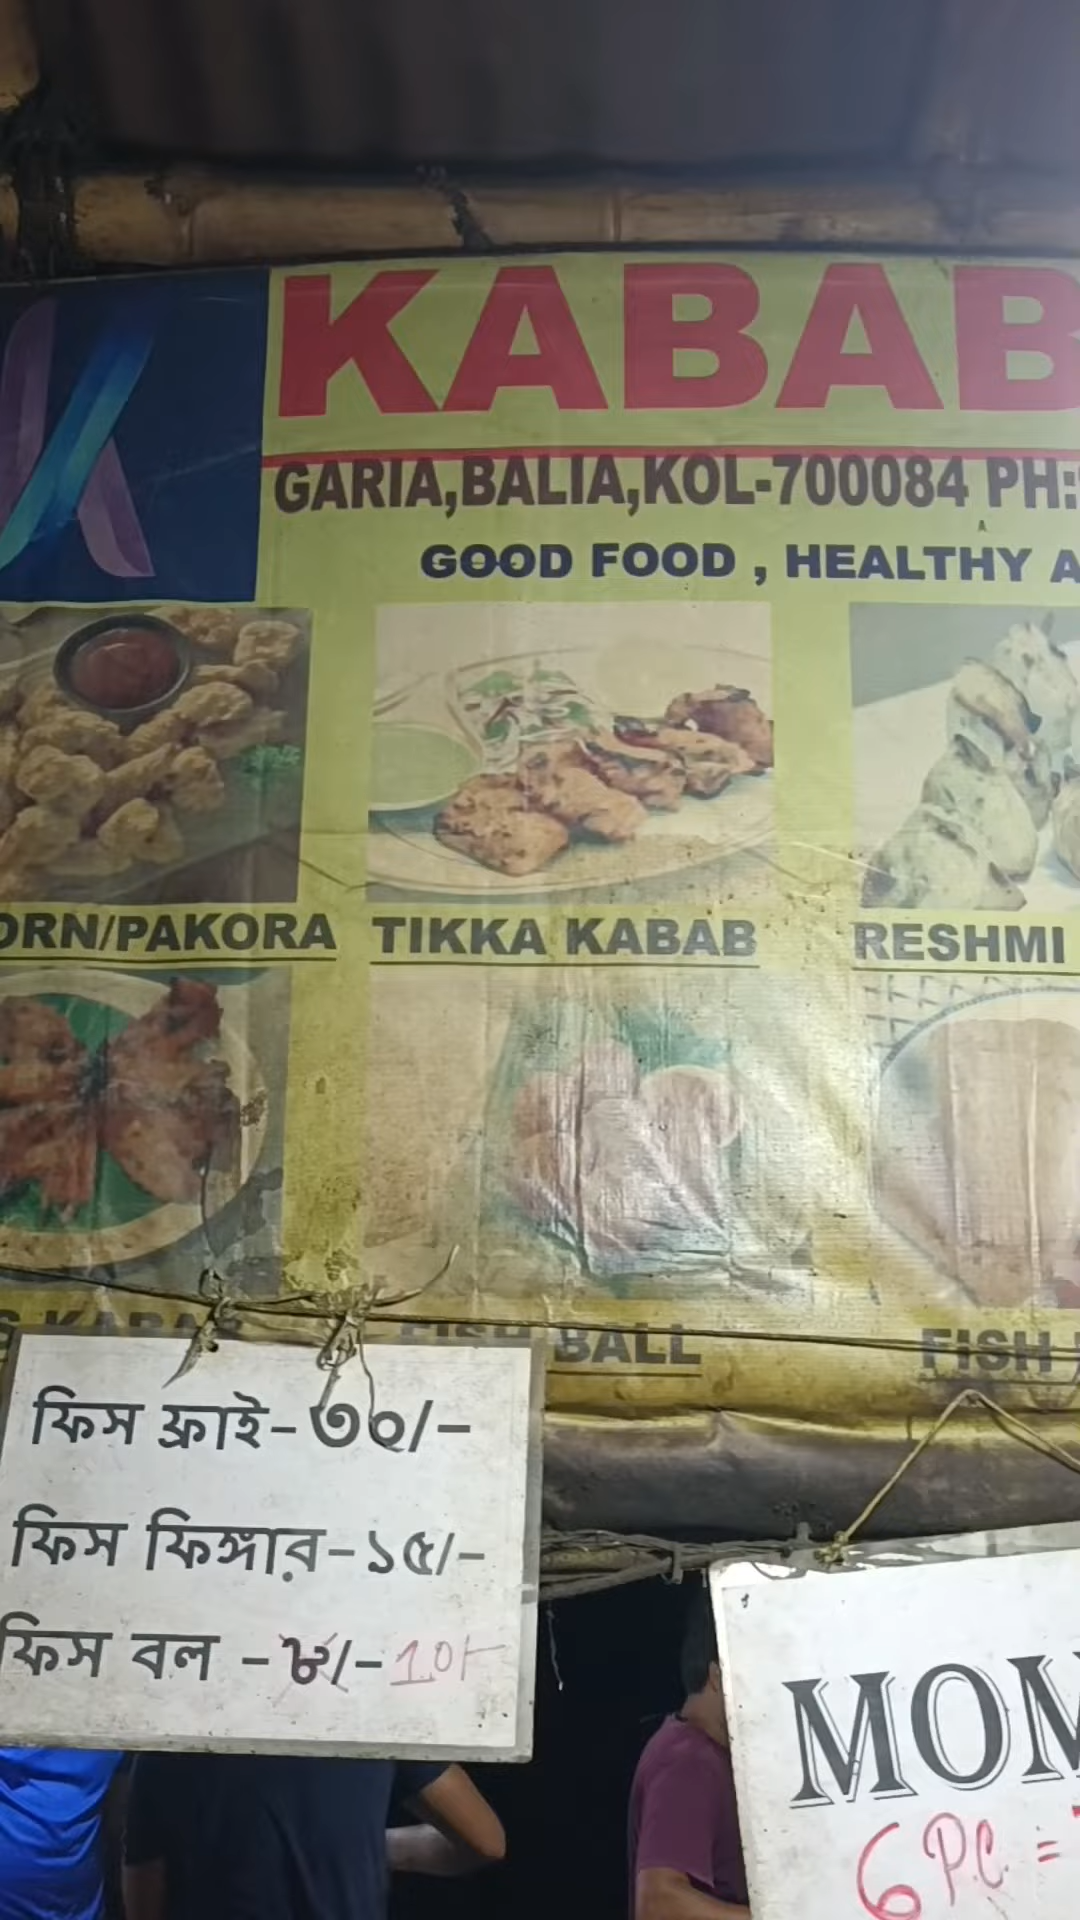 KABAB
GARIA,BALIA,KOL-700084 PH:
GOOD FOOD , HEALTHY A
ORN/PAKORA
TIKKA KABAB
RESHMI
S KABAB
FISH BALL
FISH
ফিস ফ্রাই-৩০/-
ফিস ফিঙ্গার-১৫/-
ফিস বল -৮/- 10/-
MOM
6 PC. =